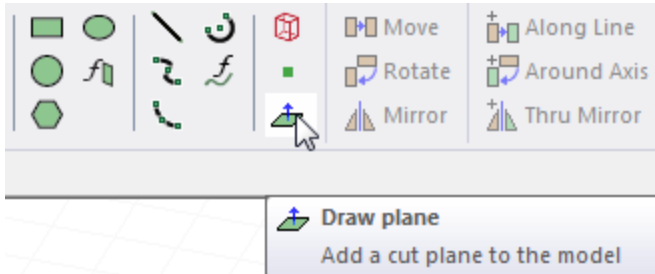 Move
Along Line
Rotate
Around Axis
Mirror
Thru Mirror
Draw plane
Add a cut plane to the model